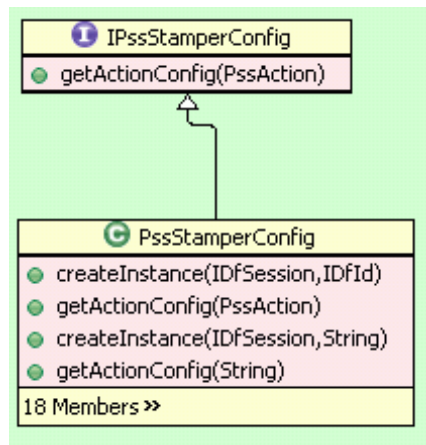 I IPssStamperConfig
getActionConfig(PssAction)
C PssStamperConfig
createInstance(IDfSession,IDfId)
getActionConfig(PssAction)
createInstance(IDfSession,String)
getActionConfig(String)
18 Members >>